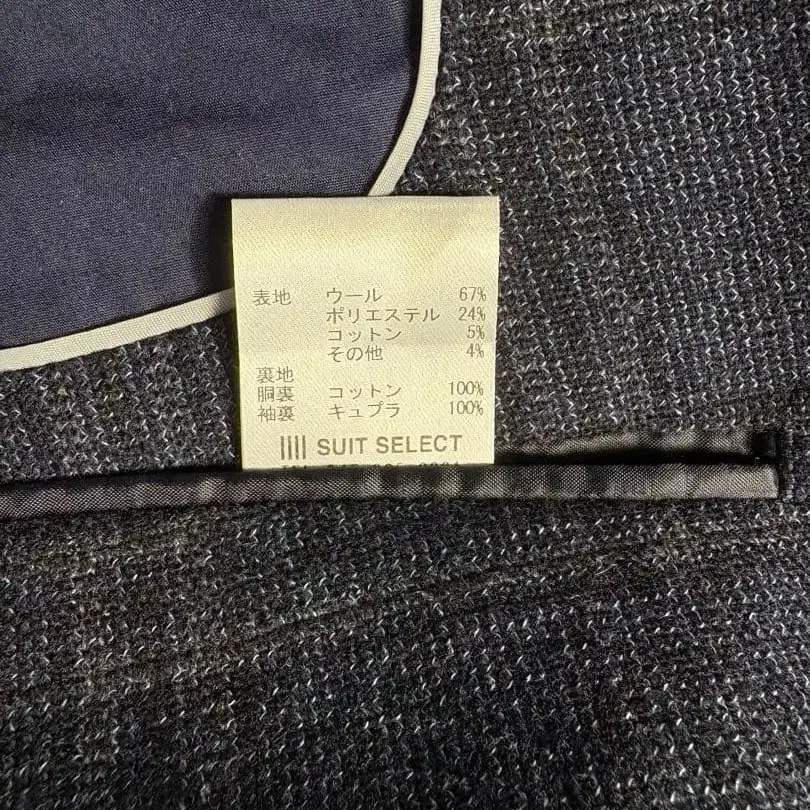 表地 ウール 67%
ポリエステル 24%
コットン 5%
その他 4%
裏地
胴裏 コットン 100%
袖裏 キュプラ 100%
SUIT SELECT